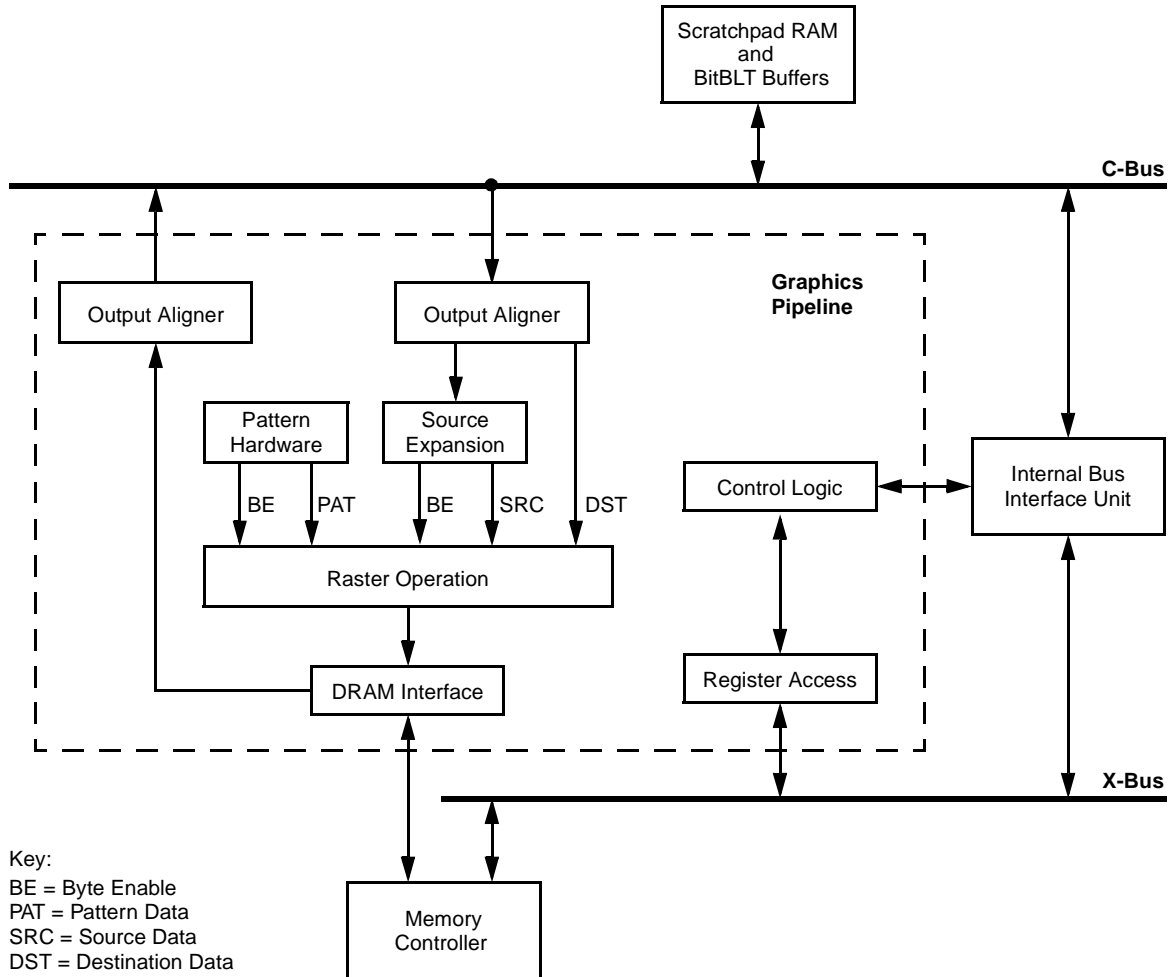 Scratchpad RAM
and
BitBLT Buffers
C-Bus
Graphics
Pipeline
Output Aligner
Output Aligner
Pattern
Hardware
Source
Expansion
Control Logic
Internal Bus
Interface Unit
BE
PAT
BE
SRC
DST
Raster Operation
Register Access
DRAM Interface
X-Bus
Key:
BE = Byte Enable
PAT = Pattern Data
SRC = Source Data
DST = Destination Data
Memory
Controller